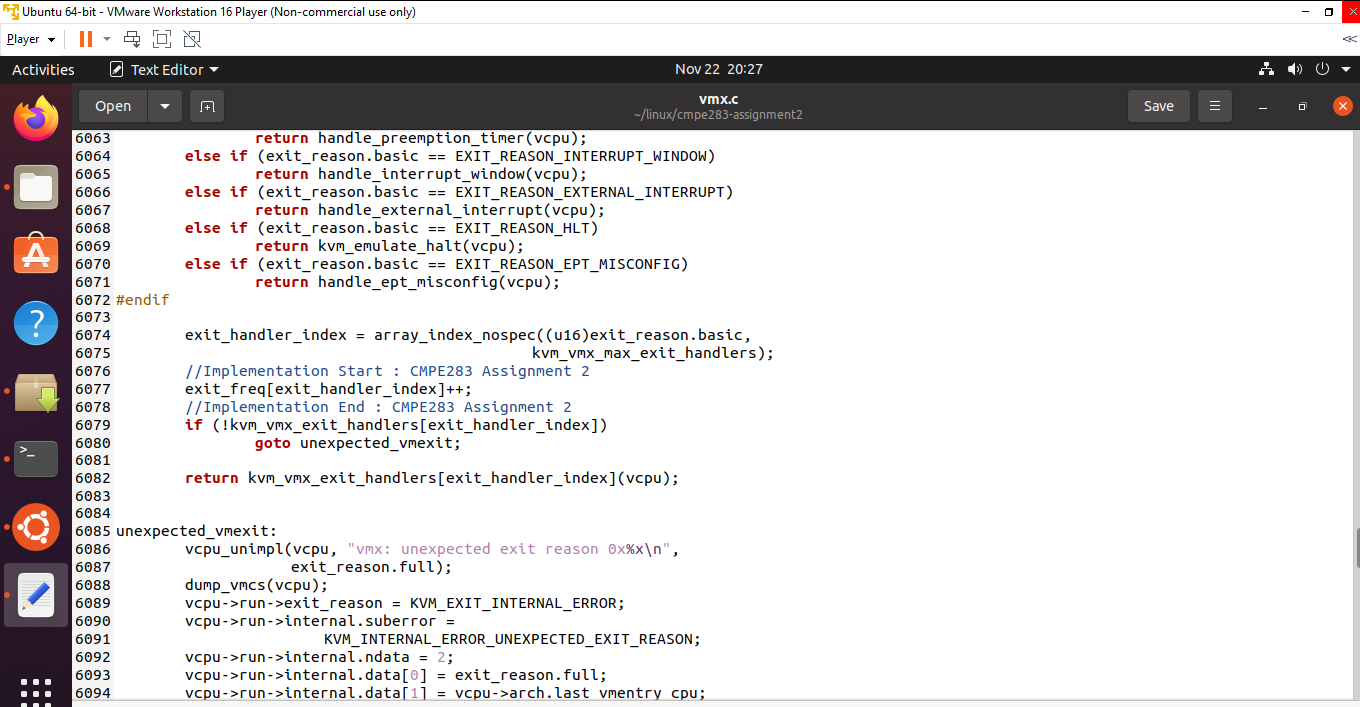 Ubuntu 64-bit - VMware Workstation 16 Player (Non-commercial use only)
Player
Activities Text Editor Nov 22 20:27
Open vmx.c Save
~/linux/cmpe283-assignment2
6063 return handle_preemption_timer(vcpu);
6064 else if (exit_reason.basic == EXIT_REASON_INTERRUPT_WINDOW)
6065 return handle_interrupt_window(vcpu);
6066 else if (exit_reason.basic == EXIT_REASON_EXTERNAL_INTERRUPT)
6067 return handle_external_interrupt(vcpu);
6068 else if (exit_reason.basic == EXIT_REASON_HLT)
6069 return kvm_emulate_halt(vcpu);
6070 else if (exit_reason.basic == EXIT_REASON_EPT_MISCONFIG)
6071 return handle_ept_misconfig(vcpu);
6072 #endif
6073
6074 exit_handler_index = array_index_nospec((u16)exit_reason.basic,
6075 kvm_vmx_max_exit_handlers);
6076 //Implementation Start : CMPE283 Assignment 2
6077 exit_freq[exit_handler_index]++;
6078 //Implementation End : CMPE283 Assignment 2
6079 if (!kvm_vmx_exit_handlers[exit_handler_index])
6080 goto unexpected_vmexit;
6081
6082 return kvm_vmx_exit_handlers[exit_handler_index](vcpu);
6083
6084
6085 unexpected_vmexit:
6086 vcpu_unimpl(vcpu, "vmx: unexpected exit reason 0x%x\n",
6087 exit_reason.full);
6088 dump_vmcs(vcpu);
6089 vcpu->run->exit_reason = KVM_EXIT_INTERNAL_ERROR;
6090 vcpu->run->internal.suberror =
6091 KVM_INTERNAL_ERROR_UNEXPECTED_EXIT_REASON;
6092 vcpu->run->internal.ndata = 2;
6093 vcpu->run->internal.data[0] = exit_reason.full;
6094 vcpu->run->internal.data[1] = vcpu->arch.last_vmentry_cpu;